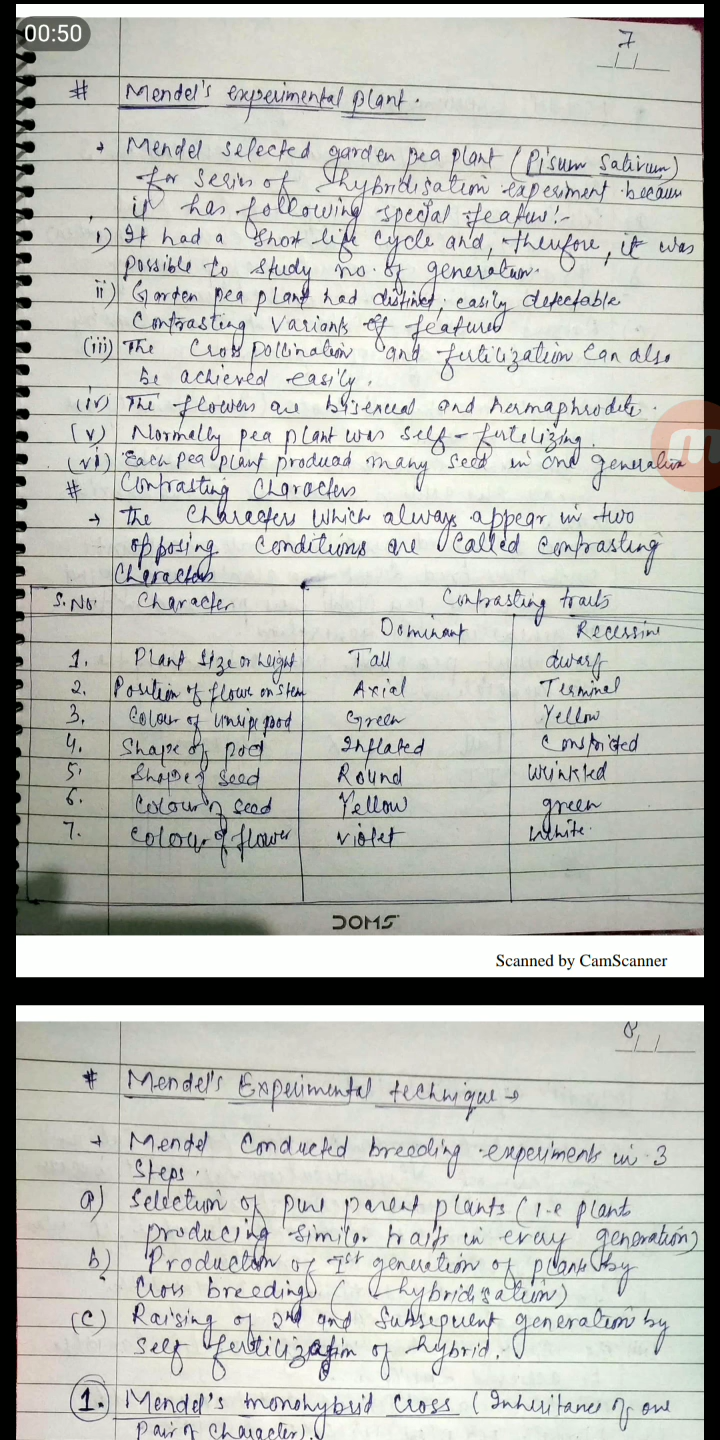 00:50
7
# Mendel's experimental plant.
→ Mendel selected garden pea plant (Pisum Sativum)
for series of hybridisation experiment because
it has following special featur:-
i) It had a short life cycle and, therefore, it was
possible to study no. of generation.
ii) Garden pea plant had distinct, easily detectable
Contrasting Variants of features
(iii) The Cross pollination and fertilization Can also
be achieved easily.
(iv) The flowers are bisexual and hermaphrodite.
(v) Normally pea plant was self-fertelizing.
(vi) Each pea plant produced many seed in one generation
# Contrasting Characters
→ The Characters which always appear in two
opposing Conditions are Called Contrasting
Characters
S.No. Character Contrasting traits
Dominant Recessive
1. Plant Size or height Tall dwarf
2. Position of flower on stem Axial Terminal
3. Colour of unripe pod Green Yellow
4. Shape of pod Inflated Constricted
5. Shape of seed Round Wrinkled
6. Colour of seed Yellow green
7. Colour of flower Violet White.
DOMS
Scanned by CamScanner
8
# Mendel's Experimental technique →
→ Mendel Conducted breeding experiments in 3
Steps.
a) Selection of pure parent plants (i.e plant
producing similar traits in every generation)
b) Production of Ist generation of plants by
Cross breeding (hybridisation)
(c) Raising of 2nd and Subsequent generation by
Self fertilization of hybrid.
1. Mendel's monohybrid Cross (Inheritance of one
pair of Character).